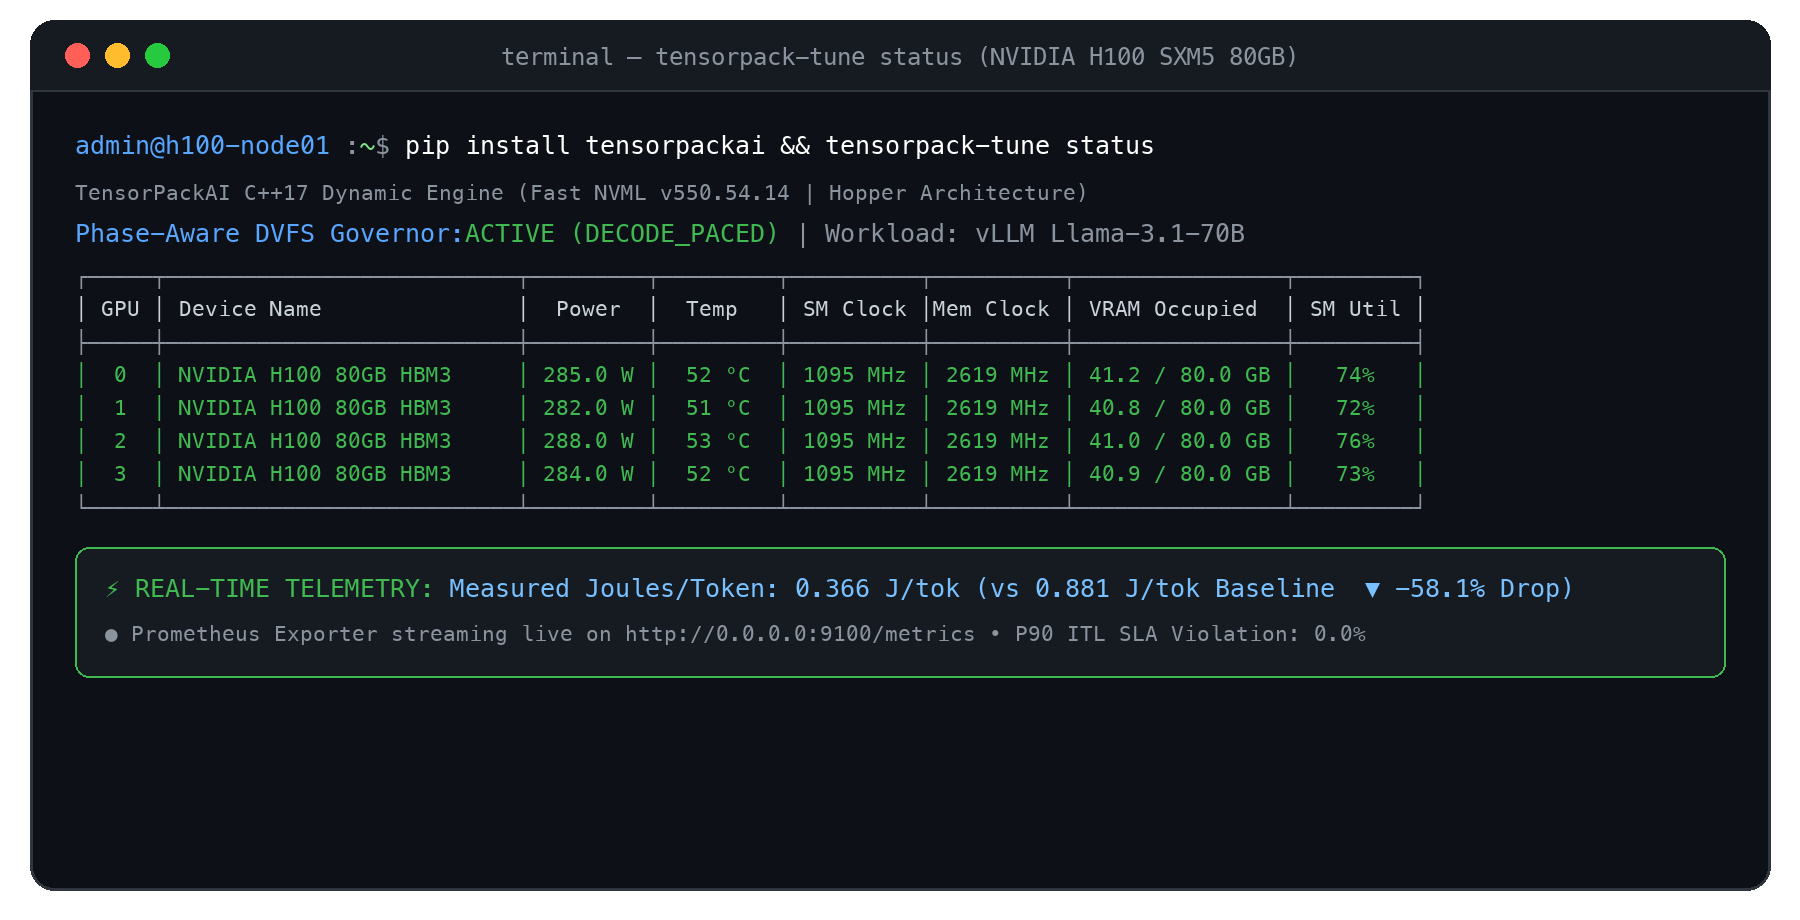 terminal — tensorpack-tune status (NVIDIA H100 SXM5 80GB)
admin@h100-node01 :~$ pip install tensorpackai && tensorpack-tune status
TensorPackAI C++17 Dynamic Engine (Fast NVML v550.54.14 | Hopper Architecture)
Phase-Aware DVFS Governor:ACTIVE (DECODE_PACED) | Workload: vLLM Llama-3.1-70B
GPU │ Device Name │ Power │ Temp │ SM Clock │Mem Clock │ VRAM Occupied │ SM Util
0 │ NVIDIA H100 80GB HBM3 │ 285.0 W │ 52 °C │ 1095 MHz │ 2619 MHz │ 41.2 / 80.0 GB │ 74%
1 │ NVIDIA H100 80GB HBM3 │ 282.0 W │ 51 °C │ 1095 MHz │ 2619 MHz │ 40.8 / 80.0 GB │ 72%
2 │ NVIDIA H100 80GB HBM3 │ 288.0 W │ 53 °C │ 1095 MHz │ 2619 MHz │ 41.0 / 80.0 GB │ 76%
3 │ NVIDIA H100 80GB HBM3 │ 284.0 W │ 52 °C │ 1095 MHz │ 2619 MHz │ 40.9 / 80.0 GB │ 73%
⚡ REAL-TIME TELEMETRY: Measured Joules/Token: 0.366 J/tok (vs 0.881 J/tok Baseline ▼ -58.1% Drop)
● Prometheus Exporter streaming live on http://0.0.0.0:9100/metrics • P90 ITL SLA Violation: 0.0%